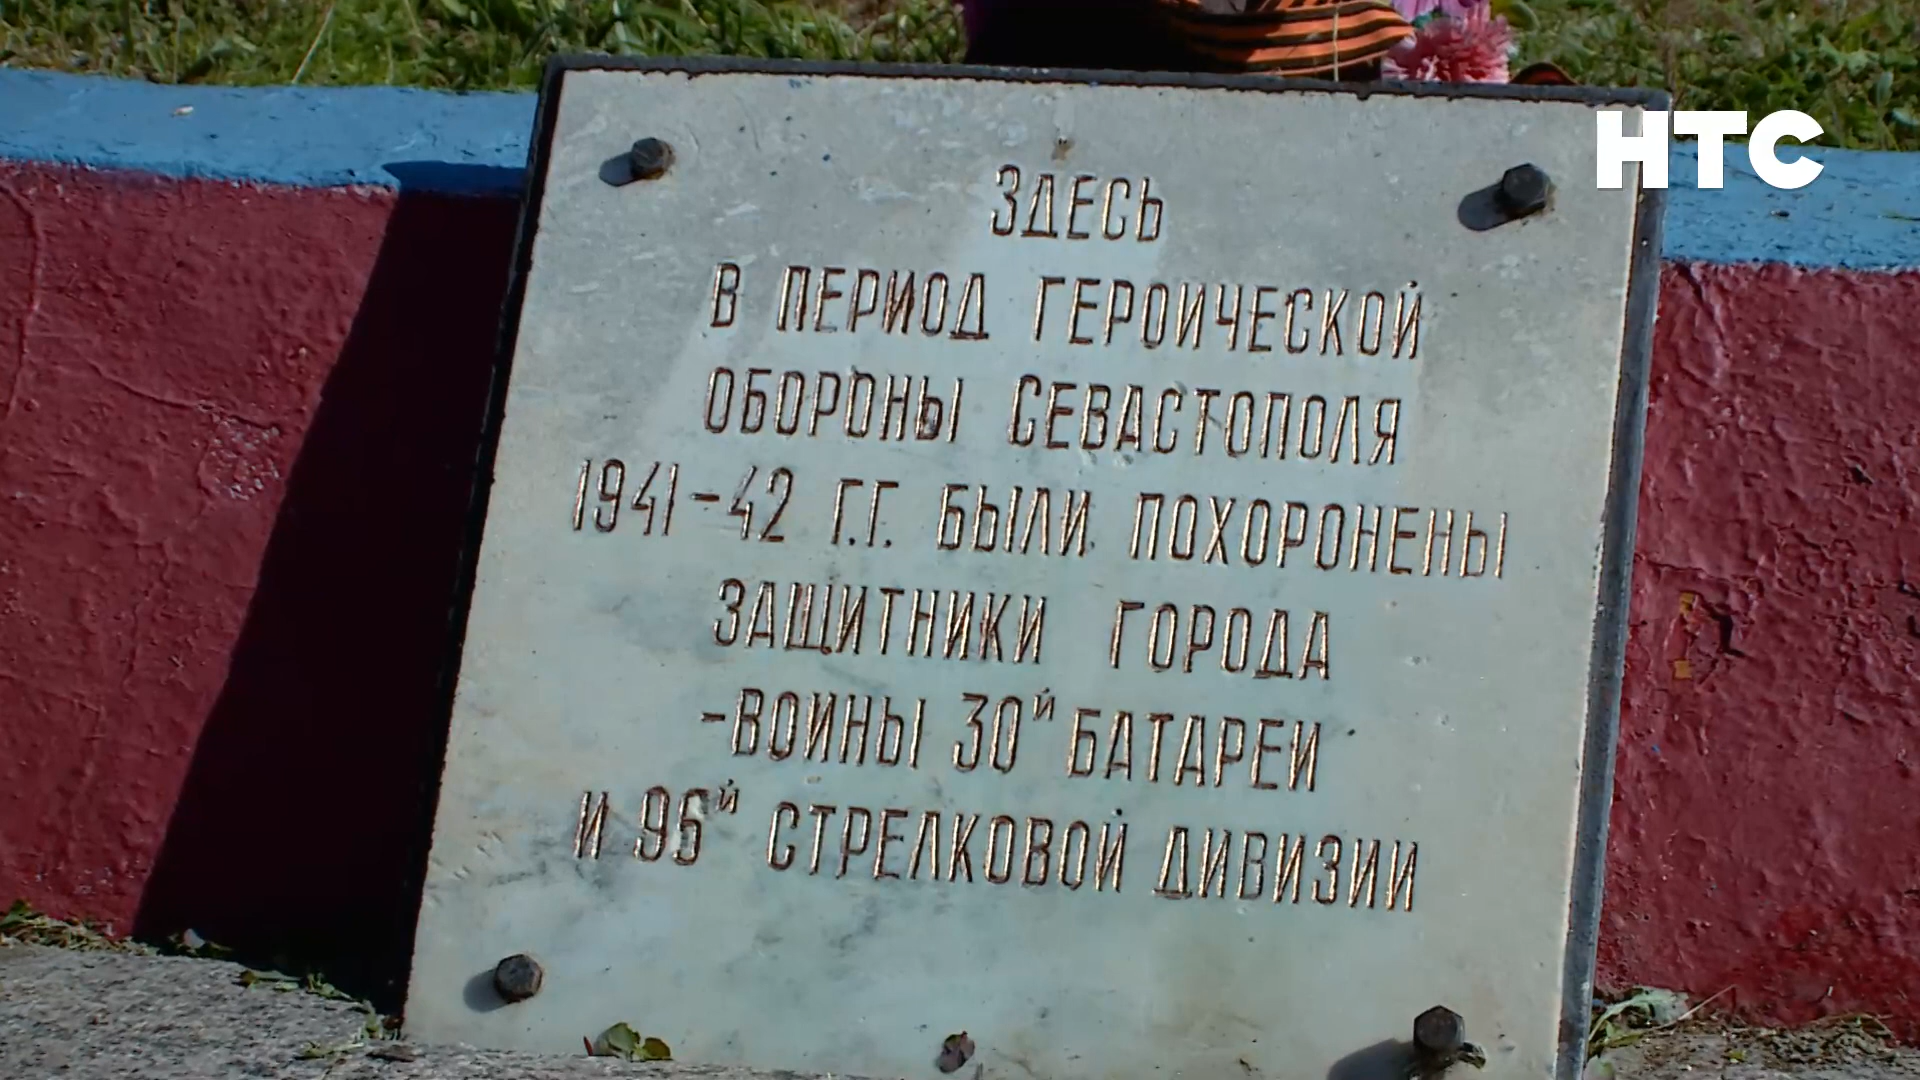 НТС
ЗДЕСЬ
В ПЕРИОД ГЕРОИЧЕСКОЙ
ОБОРОНЫ СЕВАСТОПОЛЯ
1941-42 Г.Г. БЫЛИ ПОХОРОНЕНЫ
ЗАЩИТНИКИ ГОРОДА
-ВОИНЫ 30Й БАТАРЕИ
И 95Й СТРЕЛКОВОЙ ДИВИЗИИ